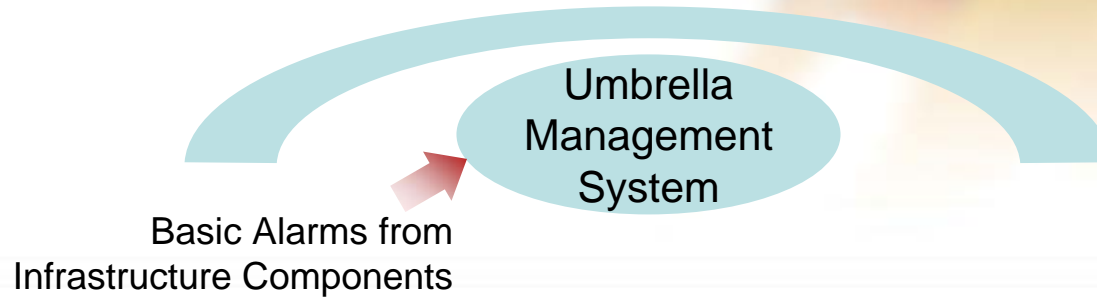 Umbrella
Management
System
Basic Alarms from
Infrastructure Components